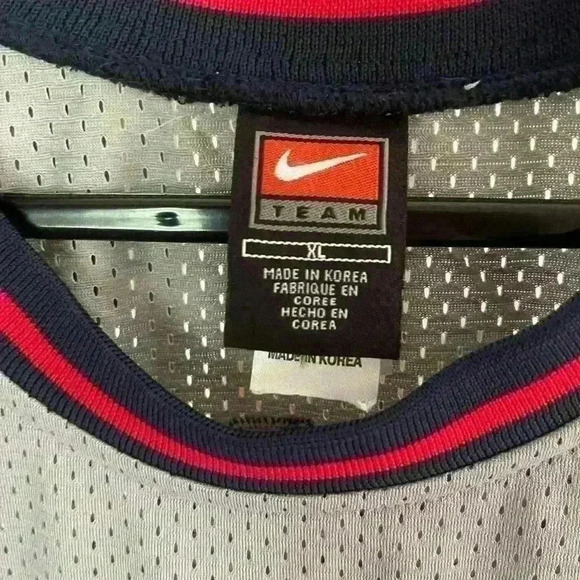 TEAM
XL
MADE IN KOREA
FABRIQUE EN
COREE
HECHO EN
COREA
MADE IN KOREA